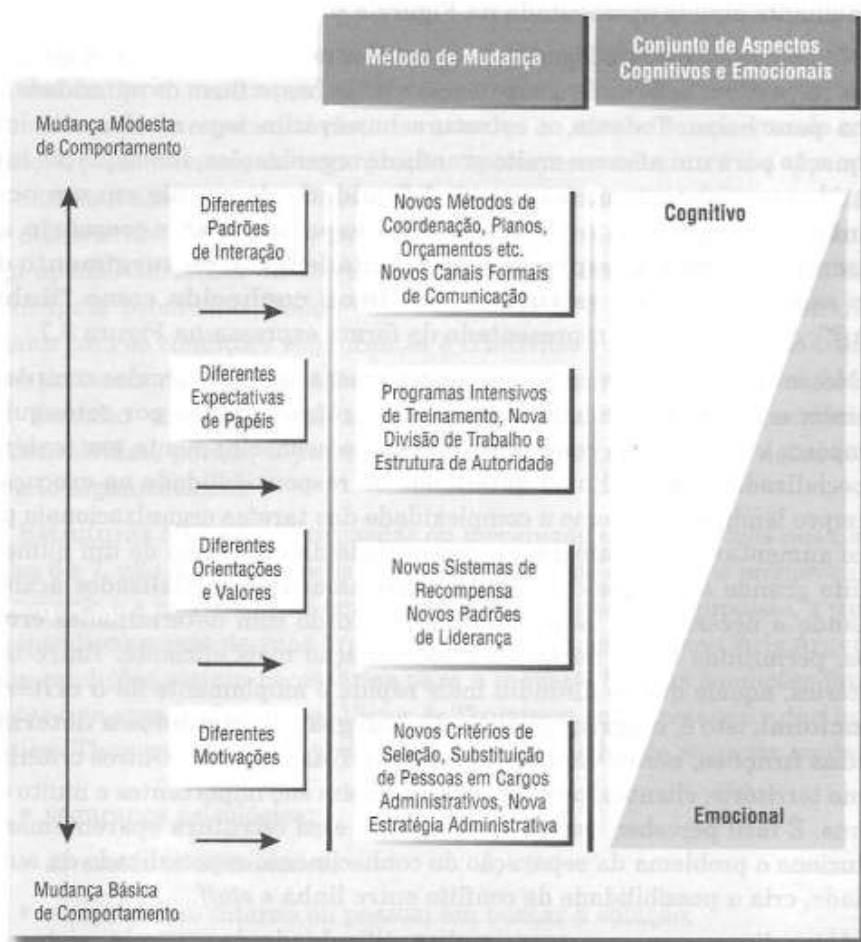 Método de Mudança
Conjunto de Aspectos
Cognitivos e Emocionais
Mudança Modesta
de Comportamento
Diferentes
Padrões
de Interação
Novos Métodos de
Coordenação, Planos,
Orçamentos etc.
Novos Canais Formais
de Comunicação
Cognitivo
Diferentes
Expectativas
de Papéis
Programas Intensivos
de Treinamento, Nova
Divisão de Trabalho e
Estrutura de Autoridade
Diferentes
Orientações
e Valores
Novos Sistemas de
Recompensa
Novos Padrões
de Liderança
Diferentes
Motivações
Novos Critérios de
Seleção, Substituição
de Pessoas em Cargos
Administrativos, Nova
Estratégia Administrativa
Emocional
Mudança Básica
de Comportamento